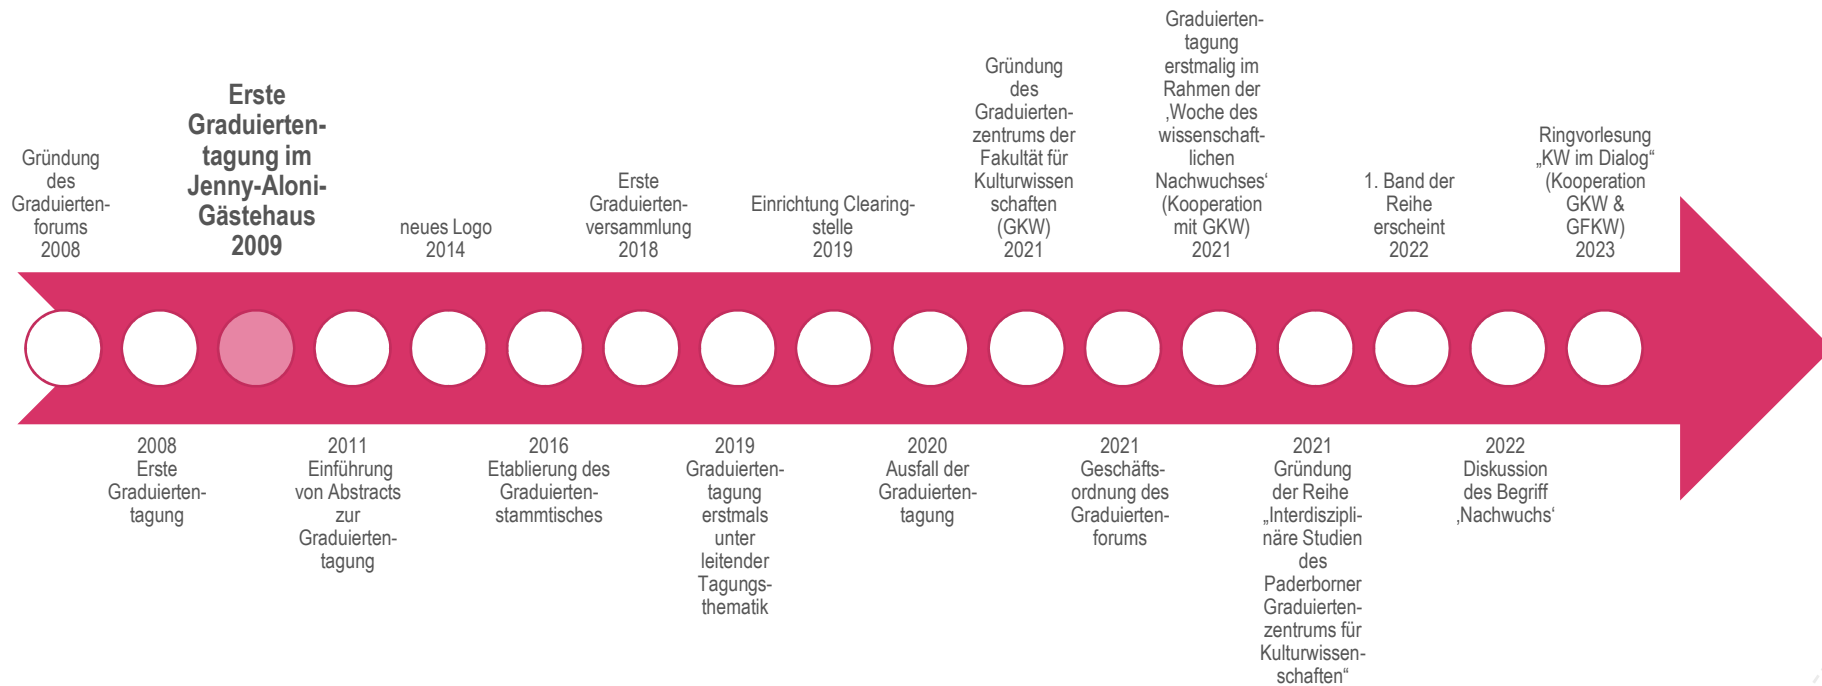 Gründung
des
Graduierten-
forums
2008
Erste
Graduierten-
tagung im
Jenny-Aloni-
Gästehaus
2009
neues Logo
2014
Erste
Graduierten-
versammlung
2018
Einrichtung Clearing-
stelle
2019
Gründung
des
Graduierten-
zentrums der
Fakultät für
Kulturwissen
schaften
(GKW)
2021
Graduierten-
tagung
erstmalig im
Rahmen der
‚Woche des
wissenschaft-
lichen
Nachwuchses‘
(Kooperation
mit GKW)
2021
1. Band der
Reihe
erscheint
2022
Ringvorlesung
„KW im Dialog“
(Kooperation
GKW &
GFKW)
2023
2008
Erste
Graduierten-
tagung
2011
Einführung
von Abstracts
zur
Graduierten-
tagung
2016
Etablierung des
Graduierten-
stammtisches
2019
Graduierten-
tagung
erstmals
unter
leitender
Tagungs-
thematik
2020
Ausfall der
Graduierten-
tagung
2021
Geschäfts-
ordnung des
Graduierten-
forums
2021
Gründung
der Reihe
„Interdiszipli-
näre Studien
des
Paderborner
Graduierten-
zentrums für
Kulturwissen-
schaften“
2022
Diskussion
des Begriff
‚Nachwuchs‘